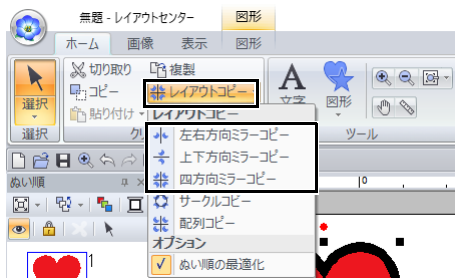 無題 - レイアウトセンター
図形
ホーム 画像 表示 図形
選択
切り取り
コピー
貼り付け
複製
レイアウトコピー
文字
図形
選択
ツール
レイアウトコピー
左右方向ミラーコピー
上下方向ミラーコピー
四方向ミラーコピー
サークルコピー
配列コピー
オプション
ぬい順の最適化
ぬい順
1
0